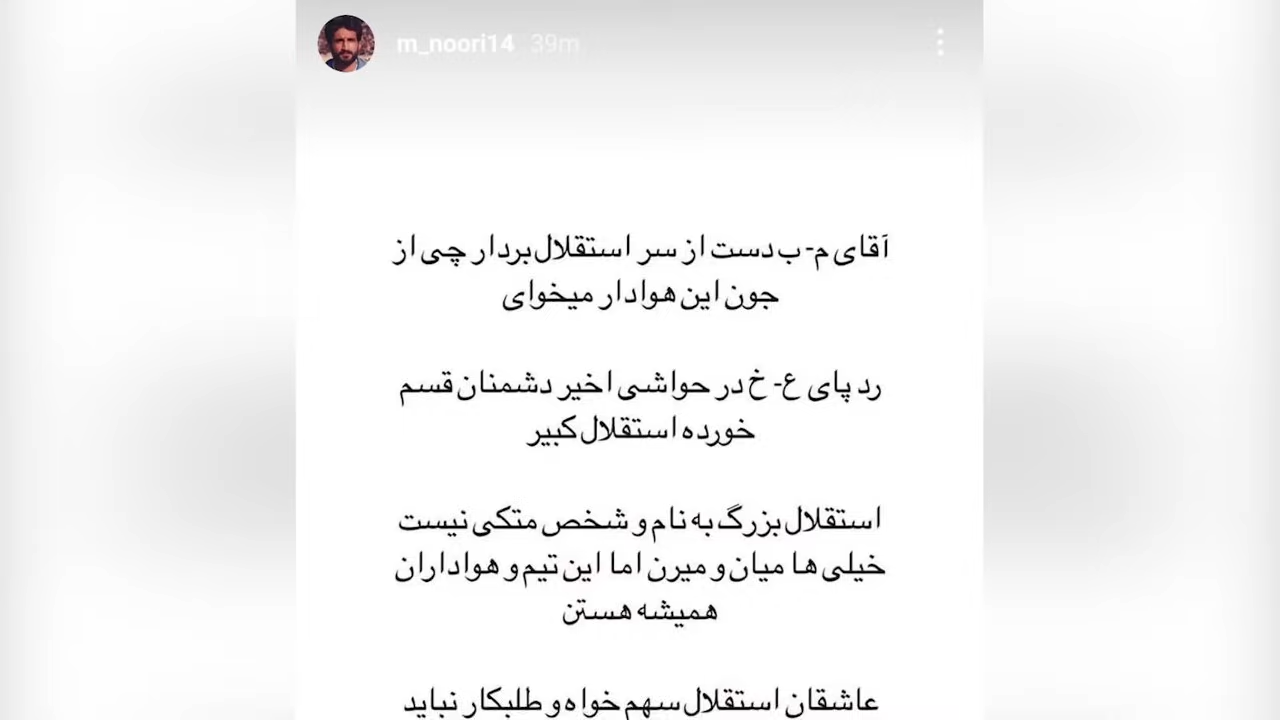 m_noori14 39m
آقای م- ب دست از سر استقلال بردار چی از
جون این هوادار میخوای
رد پای ع- خ در حواشی اخیر دشمنان قسم
خورده استقلال کبیر
استقلال بزرگ به نام و شخص متکی نیست
خیلی ها میان و میرن اما این تیم و هواداران
همیشه هستن
عاشقان استقلال سهم خواه و طلبکار نباید